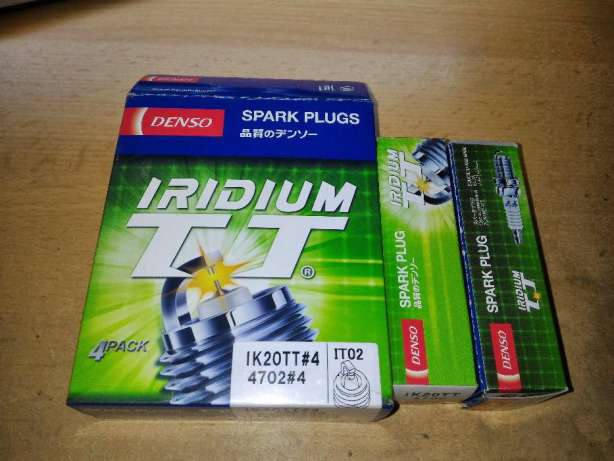 DENSO
SPARK PLUGS
品質のデンソー
IRIDIUM
TT®
4PACK
IK20TT#4
4702#4
IT02
IRIDIUM
TT
SPARK PLUG
品質のデンソー
DENSO
IK20TT
SPARK PLUG
IRIDIUM
TT
DENSO